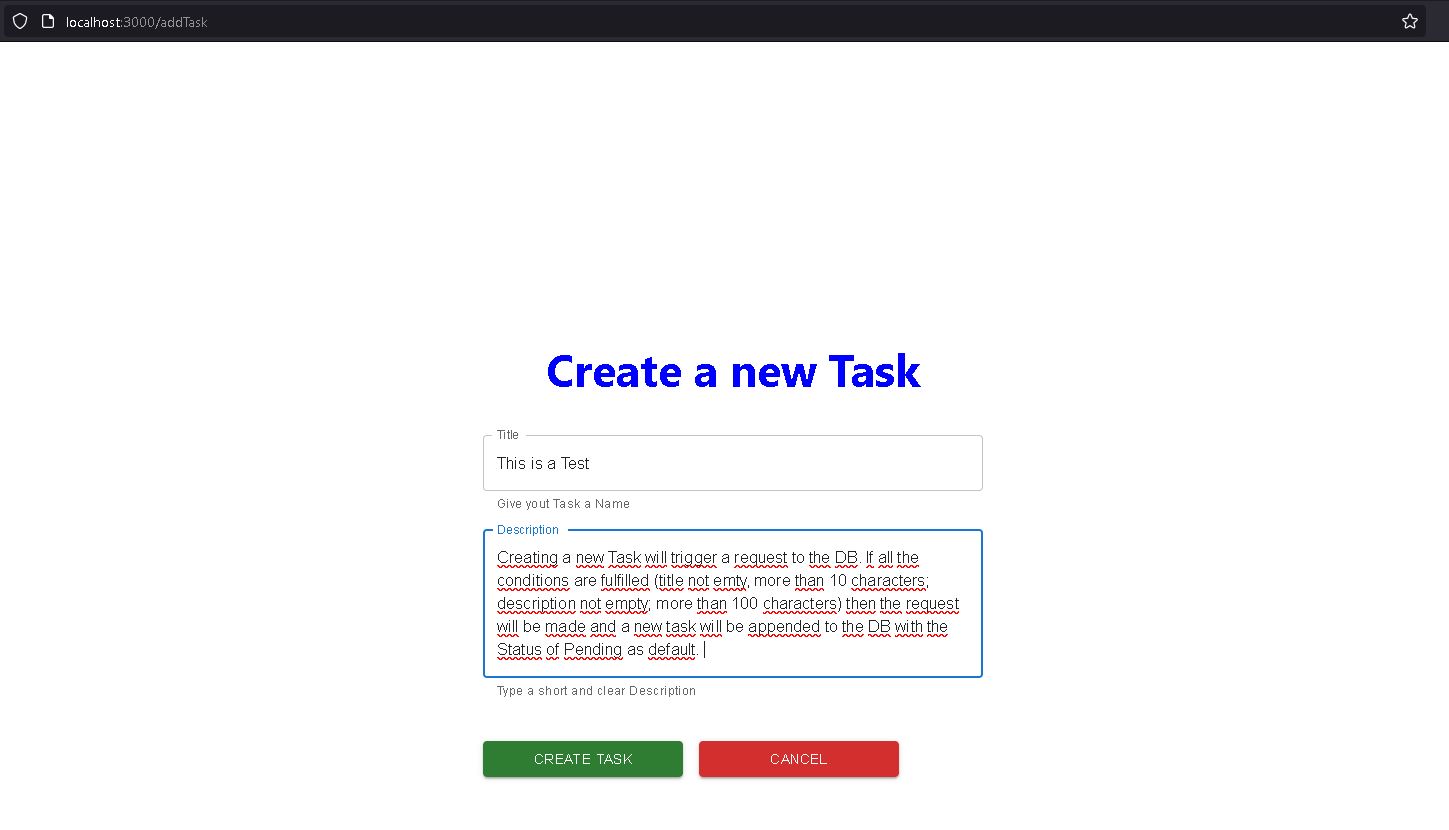 localhost:3000/addTask
Create a new Task
Title
This is a Test
Give yout Task a Name
Description
Creating a new Task will trigger a request to the DB. If all the
conditions are fulfilled (title not emty, more than 10 characters;
description not empty; more than 100 characters) then the request
will be made and a new task will be appended to the DB with the
Status of Pending as default.
Type a short and clear Description
CREATE TASK
CANCEL